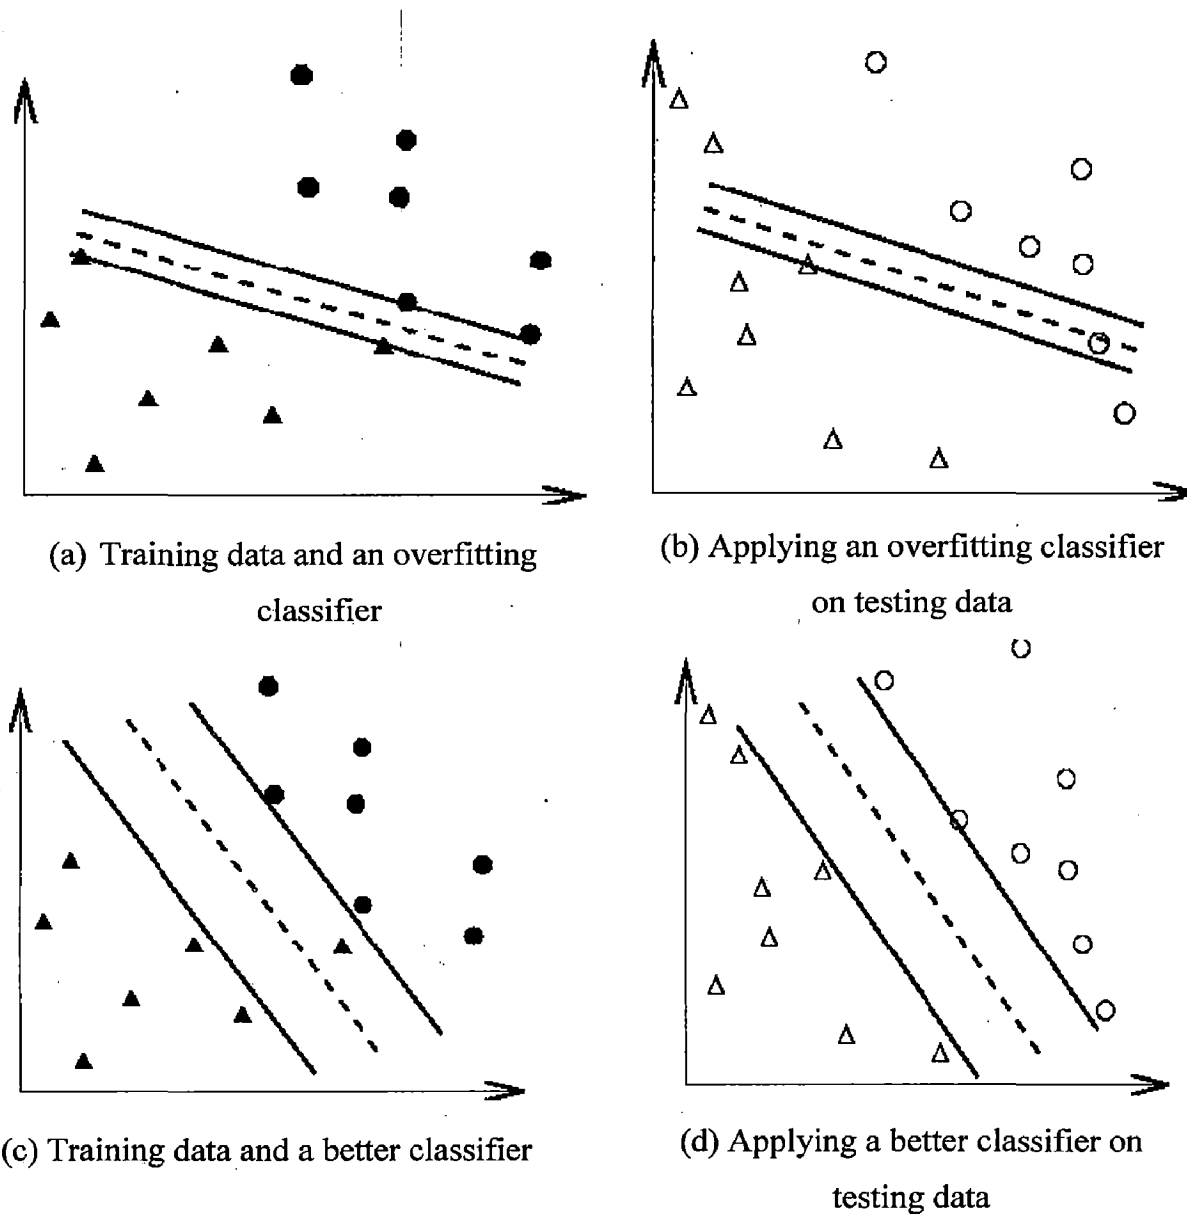 (a) Training data and an overfitting
classifier
(b) Applying an overfitting classifier
on testing data
(c) Training data and a better classifier
(d) Applying a better classifier on
testing data